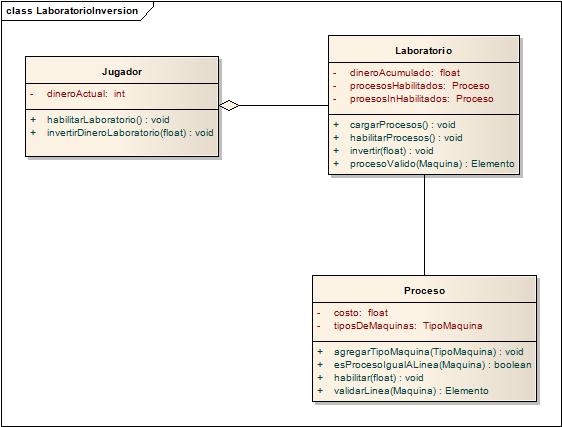 class LaboratorioInversion
Jugador
- dineroActual: int
+ habilitarLaboratorio() : void
+ invertirDineroLaboratorio(float) : void
Laboratorio
- dineroAcumulado: float
- procesosHabilitados: Proceso
- proesosInHabilitados: Proceso
+ cargarProcesos() : void
+ habilitarProcesos() : void
+ invertir(float) : void
+ procesoValido(Maquina) : Elemento
Proceso
- costo: float
- tiposDeMaquinas: TipoMaquina
+ agregarTipoMaquina(TipoMaquina) : void
+ esProcesoIgualALinea(Maquina) : boolean
+ habilitar(float) : void
+ validarLinea(Maquina) : Elemento